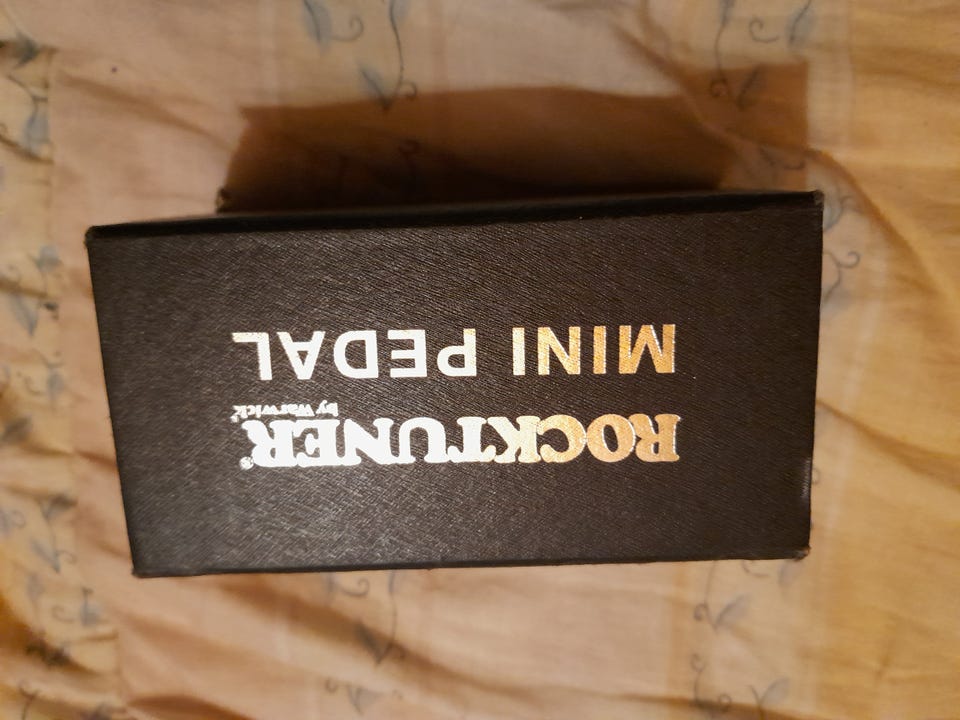 ROCKTUNER®
by Warwick®
MINI PEDAL